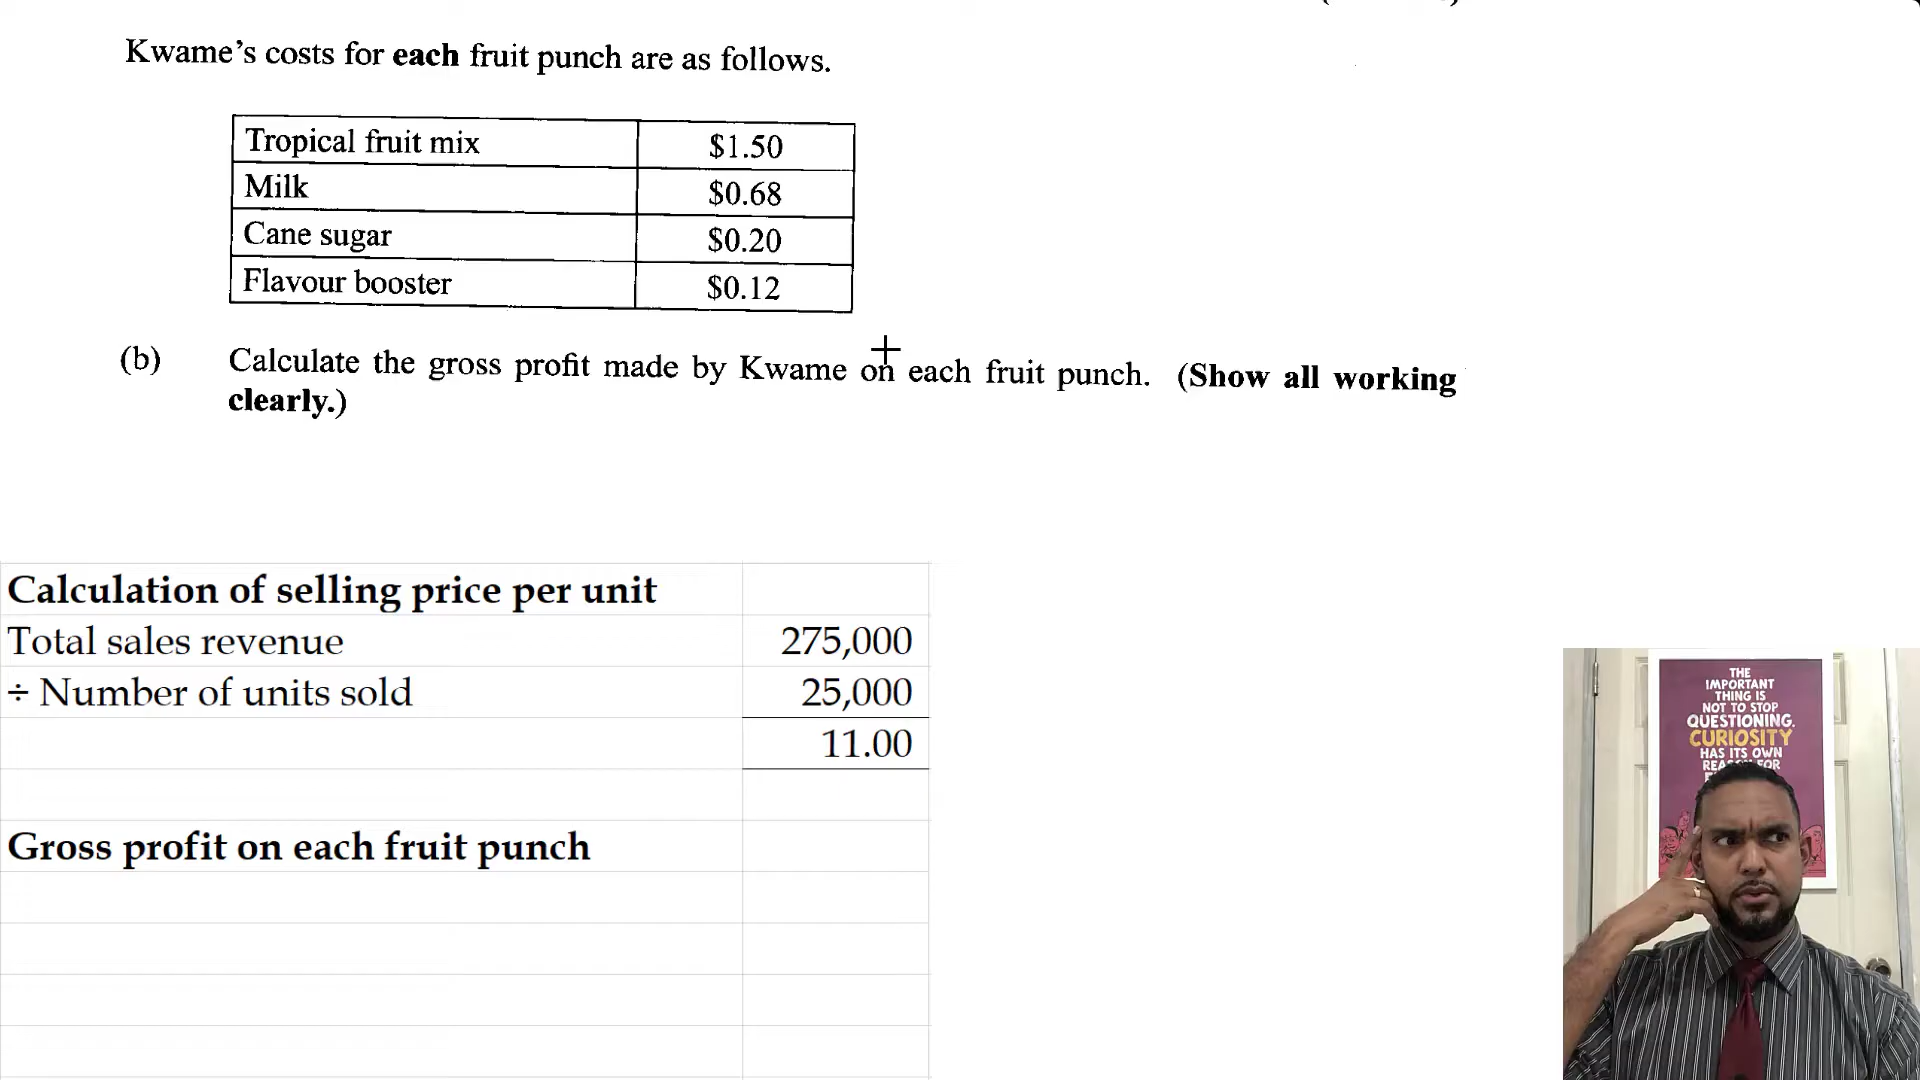 Kwame's costs for each fruit punch are as follows.
Tropical fruit mix $1.50
Milk $0.68
Cane sugar $0.20
Flavour booster $0.12
(b) Calculate the gross profit made by Kwame on each fruit punch. (Show all working
clearly.)
Calculation of selling price per unit
Total sales revenue 275,000
÷ Number of units sold 25,000
11.00
Gross profit on each fruit punch
THE
IMPORTANT
THING IS
NOT TO STOP
QUESTIONING.
CURIOSITY
HAS ITS OWN